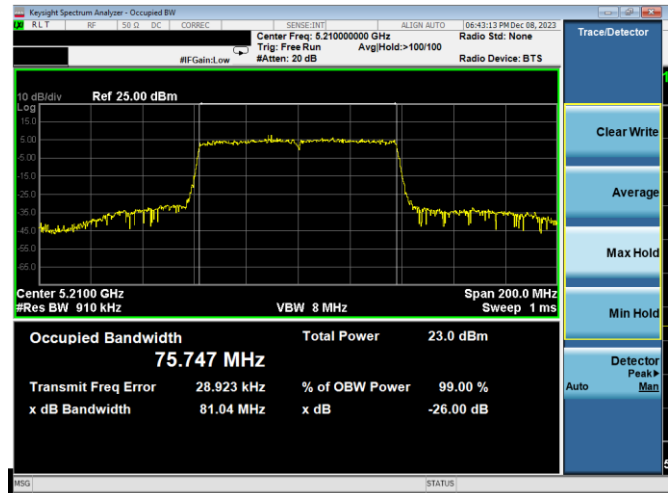 Keysight Spectrum Analyzer - Occupied BW
RLT RF 50 Ω DC CORREC SENSE:INT ALIGN AUTO 06:43:13 PM Dec 08, 2023
Center Freq: 5.210000000 GHz Radio Std: None
Trig: Free Run Avg|Hold:>100/100
#IFGain:Low #Atten: 20 dB Radio Device: BTS
Trace/Detector
10 dB/div Ref 25.00 dBm
Log
15.0
5.00
-5.00
-15.0
-25.0
-35.0
-45.0
-55.0
-65.0
Center 5.2100 GHz Span 200.0 MHz
#Res BW 910 kHz VBW 8 MHz Sweep 1 ms
Occupied Bandwidth Total Power 23.0 dBm
75.747 MHz
Transmit Freq Error 28.923 kHz % of OBW Power 99.00 %
x dB Bandwidth 81.04 MHz x dB -26.00 dB
Clear Write
Average
Max Hold
Min Hold
Detector
Peak▶
Auto Man
MSG STATUS